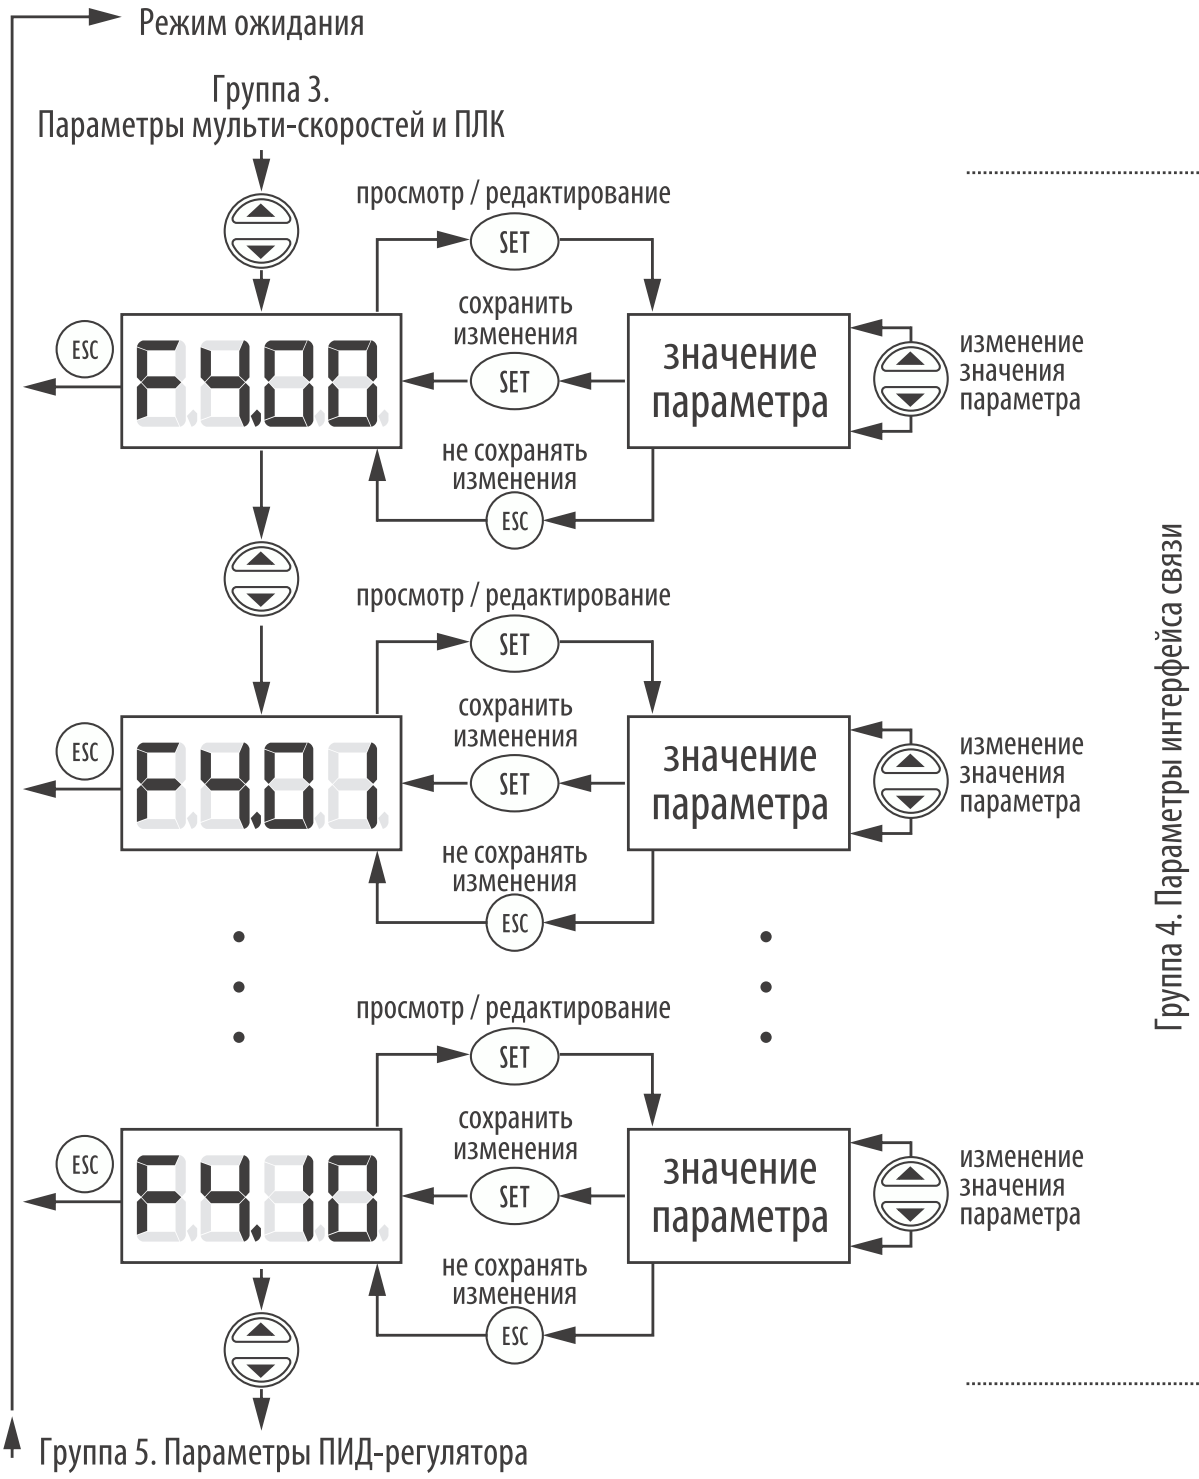 Режим ожидания
Группа 3.
Параметры мульти-скоростей и ПЛК
просмотр / редактирование
SET
сохранить
изменения
ESC
F4.00
SET
значение
параметра
изменение
значения
параметра
не сохранять
изменения
ESC
просмотр / редактирование
SET
сохранить
изменения
ESC
F4.01
SET
значение
параметра
изменение
значения
параметра
не сохранять
изменения
ESC
просмотр / редактирование
SET
сохранить
изменения
ESC
F4.10
SET
значение
параметра
изменение
значения
параметра
не сохранять
изменения
ESC
Группа 4. Параметры интерфейса связи
Группа 5. Параметры ПИД-регулятора